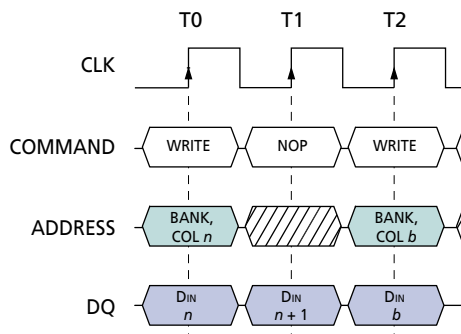 T0 T1 T2
CLK
COMMAND WRITE NOP WRITE
ADDRESS BANK, COL n BANK, COL b
DQ DIN n DIN n + 1 DIN b